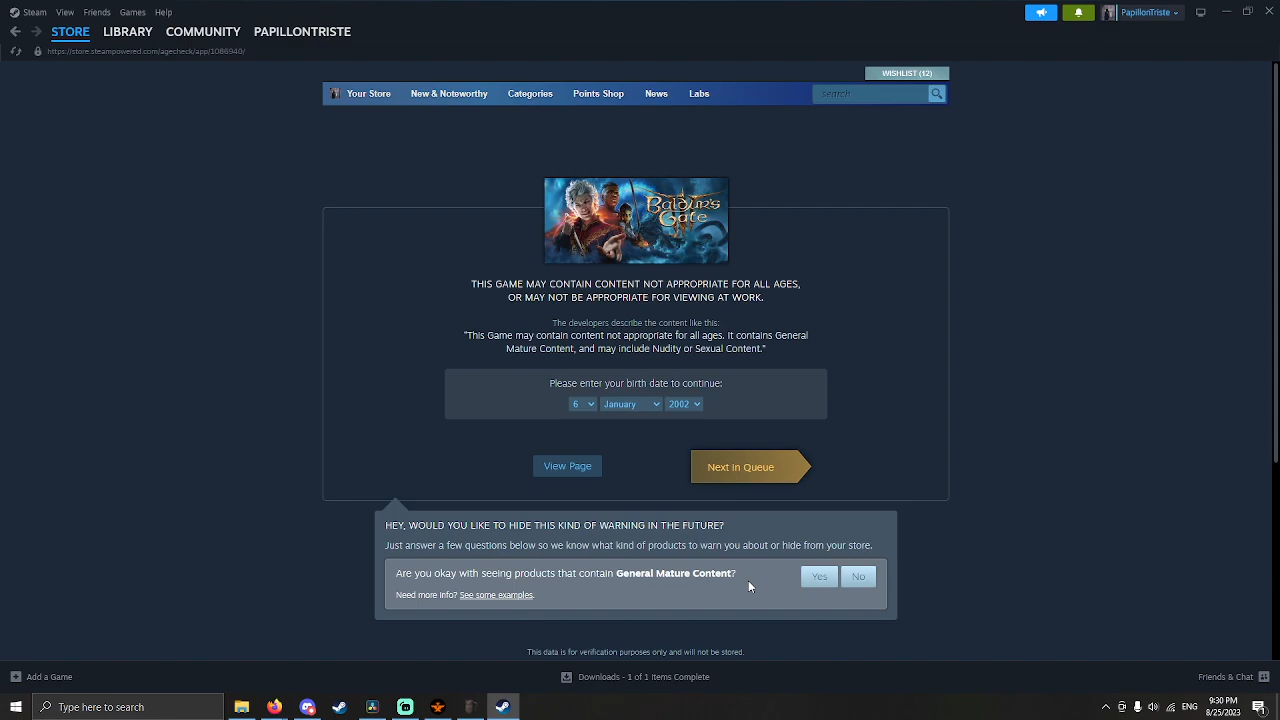 Steam View Friends Games Help
PapillonTriste
STORE LIBRARY COMMUNITY PAPILLONTRISTE
https://store.steampowered.com/agecheck/app/1086940/
WISHLIST (12)
Your Store New & Noteworthy Categories Points Shop News Labs search
Baldur's Gate III
THIS GAME MAY CONTAIN CONTENT NOT APPROPRIATE FOR ALL AGES,
OR MAY NOT BE APPROPRIATE FOR VIEWING AT WORK.
The developers describe the content like this:
"This Game may contain content not appropriate for all ages. It contains General
Mature Content, and may include Nudity or Sexual Content."
Please enter your birth date to continue:
6 January 2002
View Page Next In Queue
HEY, WOULD YOU LIKE TO HIDE THIS KIND OF WARNING IN THE FUTURE?
Just answer a few questions below so we know what kind of products to warn you about or hide from your store.
Are you okay with seeing products that contain General Mature Content?
Yes No
Need more info? See some examples.
This data is for verification purposes only and will not be stored.
Add a Game Downloads - 1 of 1 Items Complete Friends & Chat
Type here to search
9:30 PM
8/25/2023